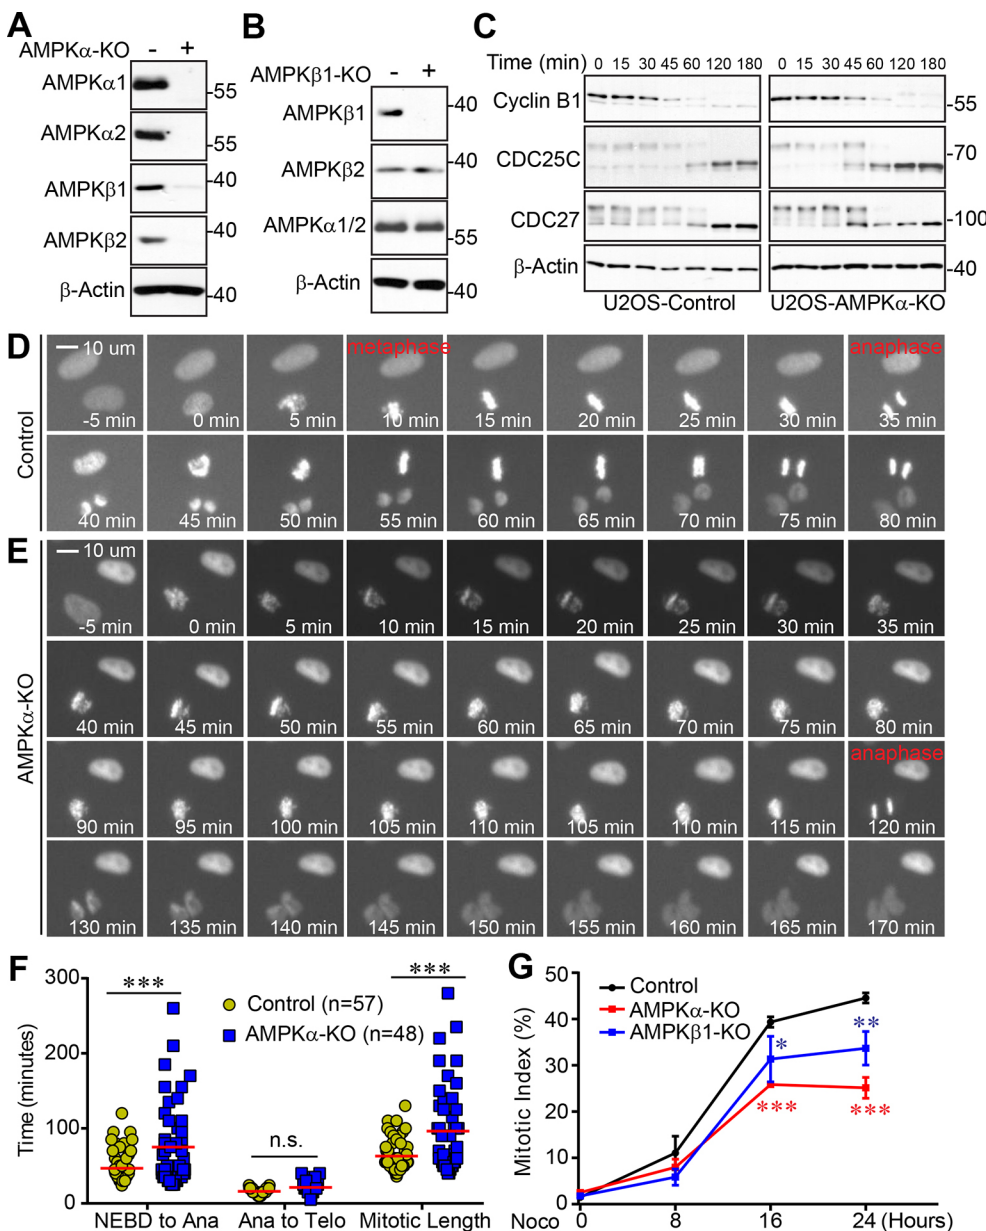 A
AMPKα-KO - +
AMPKα1
-55
AMPKα2
-55
AMPKβ1
-40
AMPKβ2
-40
β-Actin
-40
B
AMPKβ1-KO - +
AMPKβ1
-40
AMPKβ2
-40
AMPKα1/2
-55
β-Actin
-40
C
Time (min) 0 15 30 45 60 120 180 0 15 30 45 60 120 180
Cyclin B1
-55
CDC25C
-70
CDC27
-100
β-Actin
-40
U2OS-Control U2OS-AMPKα-KO
D
Control
10 um metaphase anaphase
-5 min 0 min 5 min 10 min 15 min 20 min 25 min 30 min 35 min
40 min 45 min 50 min 55 min 60 min 65 min 70 min 75 min 80 min
E
AMPKα-KO
10 um
-5 min 0 min 5 min 10 min 15 min 20 min 25 min 30 min 35 min
40 min 45 min 50 min 55 min 60 min 65 min 70 min 75 min 80 min
anaphase
90 min 95 min 100 min 105 min 110 min 105 min 110 min 115 min 120 min
130 min 135 min 140 min 145 min 150 min 155 min 160 min 165 min 170 min
F
Time (minutes)
300
200
100
0
*** n.s. ***
Control (n=57)
AMPKα-KO (n=48)
NEBD to Ana Ana to Telo Mitotic Length
G
Mitotic Index (%)
50
40
30
20
10
0
Control
AMPKα-KO
AMPKβ1-KO
* **
*** ***
Noco 0 8 16 24 (Hours)